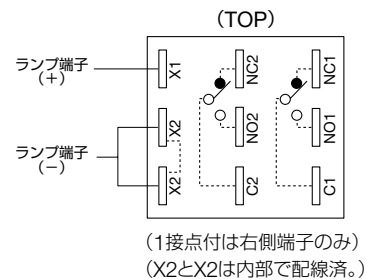 (TOP)
ランプ端子
(+)
X1
NC2
NC1
X2
NO2
NO1
ランプ端子
(−)
X2
C2
C1
(1接点付は右側端子のみ)
(X2とX2は内部で配線済。)